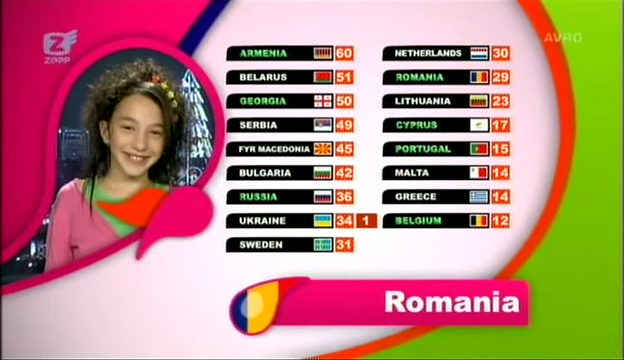 Z
ZAPP
AVRO
ARMENIA 60
BELARUS 51
GEORGIA 50
SERBIA 49
FYR MACEDONIA 45
BULGARIA 42
RUSSIA 36
UKRAINE 34 1
SWEDEN 31
NETHERLANDS 30
ROMANIA 29
LITHUANIA 23
CYPRUS 17
PORTUGAL 15
MALTA 14
GREECE 14
BELGIUM 12
Romania